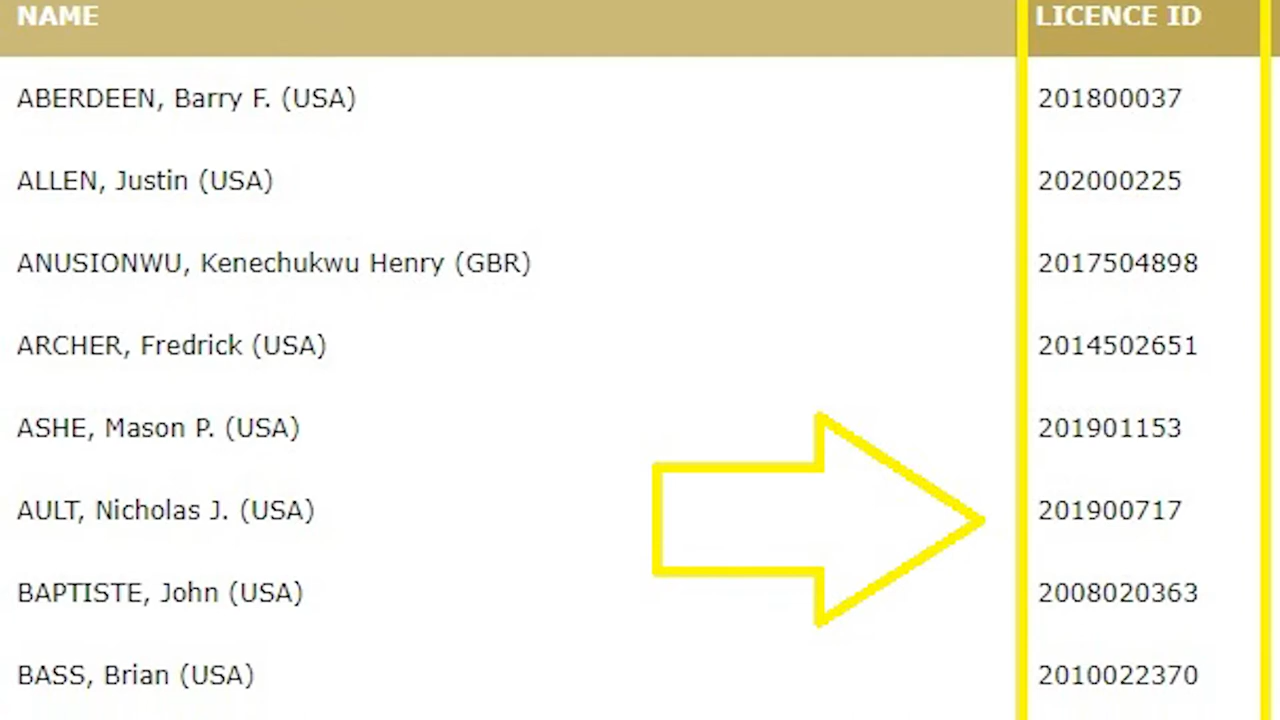 NAME LICENCE ID
ABERDEEN, Barry F. (USA) 201800037
ALLEN, Justin (USA) 202000225
ANUSIONWU, Kenechukwu Henry (GBR) 2017504898
ARCHER, Fredrick (USA) 2014502651
ASHE, Mason P. (USA) 201901153
AULT, Nicholas J. (USA) 201900717
BAPTISTE, John (USA) 2008020363
BASS, Brian (USA) 2010022370